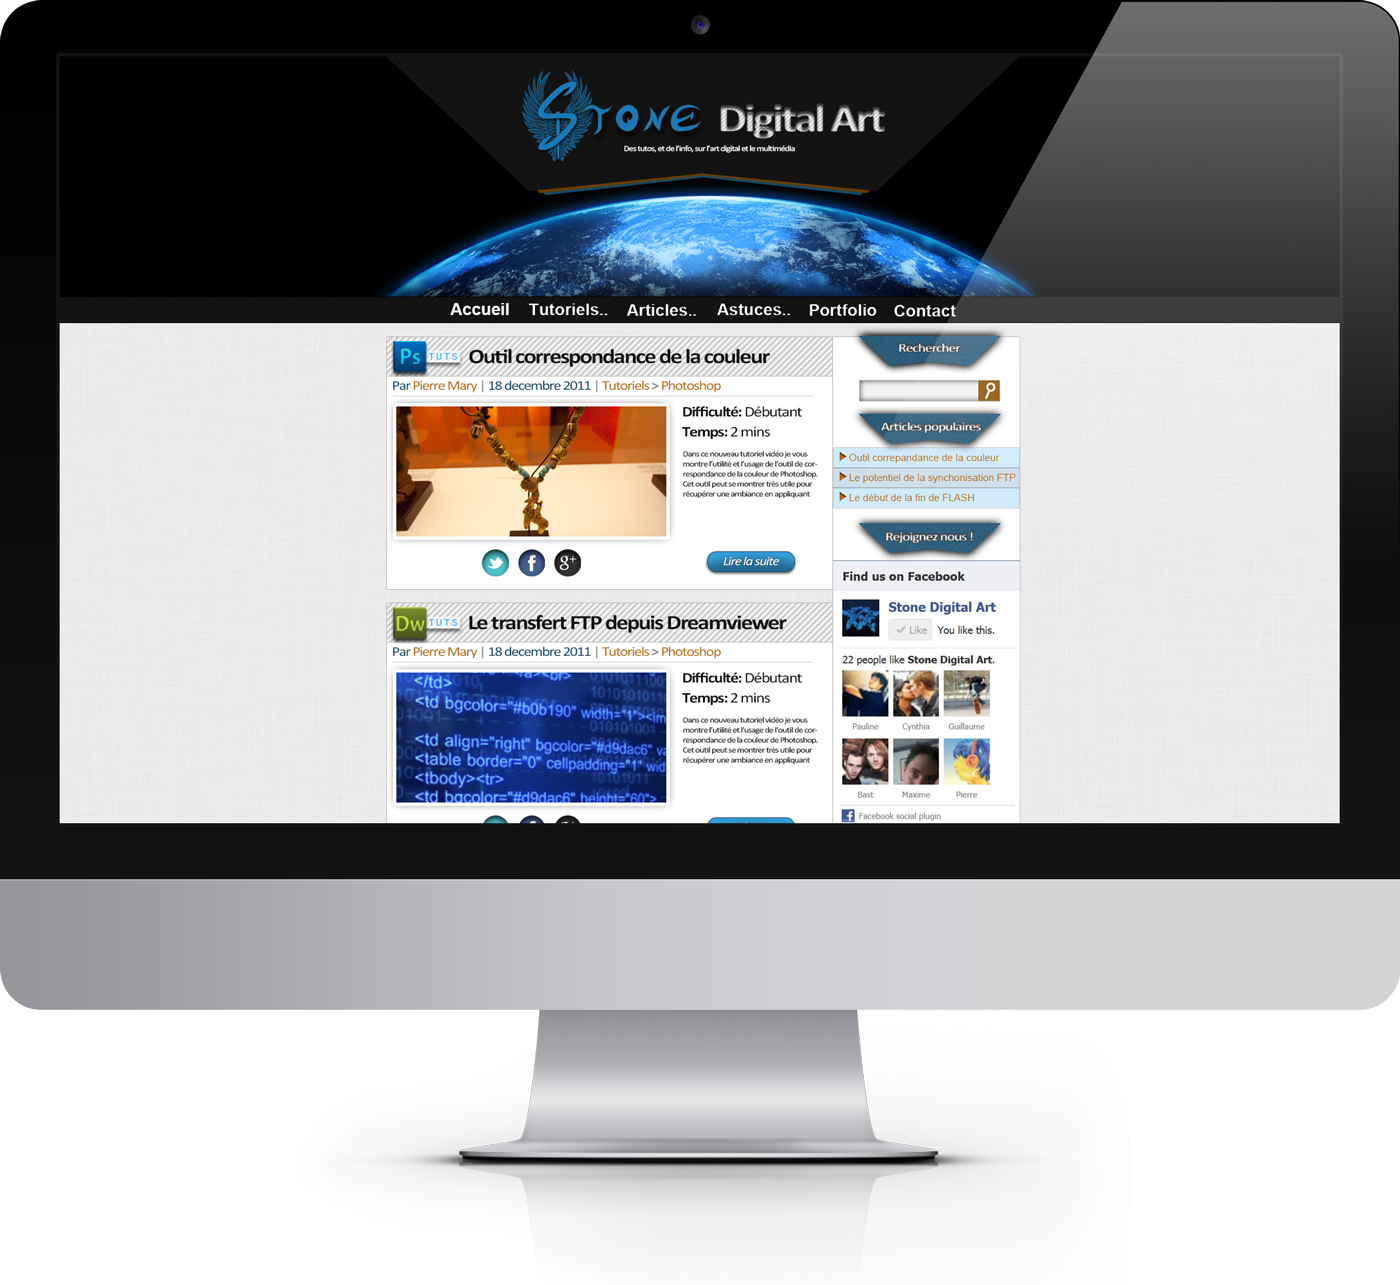 Stone Digital Art
Des tutos, et de l'info, sur l'art digital et le multimédia
Accueil Tutoriels.. Articles.. Astuces.. Portfolio Contact
Ps TUTS Outil correspondance de la couleur
Par Pierre Mary | 18 decembre 2011 | Tutoriels > Photoshop
Difficulté: Débutant
Temps: 2 mins
Dans ce nouveau tutoriel vidéo je vous
montre l'utilité et l'usage de l'outil de cor-
respondance de la couleur de Photoshop.
Cet outil peut se montrer très utile pour
récupérer une ambiance en appliquant
f g+
Lire la suite
Dw TUTS Le transfert FTP depuis Dreamviewer
Par Pierre Mary | 18 decembre 2011 | Tutoriels > Photoshop
</td>
<td bgcolor="#b0b190" width="1"><im
<td align="right" bgcolor="#d9dac6" va
<table border="0" cellpadding="1" wid
<tbody><tr>
<td bgcolor="#d9dac6" height="60">
Difficulté: Débutant
Temps: 2 mins
Dans ce nouveau tutoriel vidéo je vous
montre l'utilité et l'usage de l'outil de cor-
respondance de la couleur de Photoshop.
Cet outil peut se montrer très utile pour
récupérer une ambiance en appliquant
Rechercher
Articles populaires
Outil correpandance de la couleur
Le potentiel de la synchonisation FTP
Le début de la fin de FLASH
Rejoignez nous !
Find us on Facebook
Stone Digital Art
Like You like this.
22 people like Stone Digital Art.
Pauline Cynthia Guillaume
Bast Maxime Pierre
f Facebook social plugin